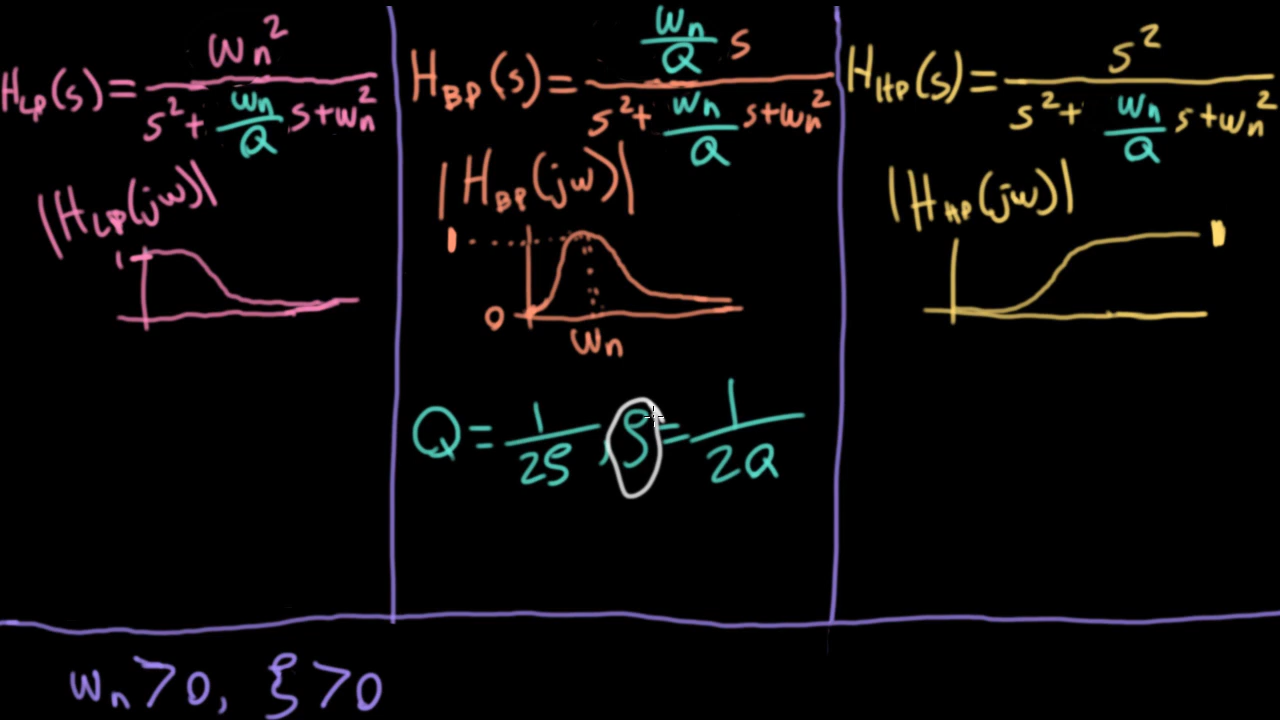 H_LP(s) = ω_n² / (s² + (ω_n/Q)s + ω_n²)
|H_LP(jω)|
1
H_BP(s) = (ω_n/Q)s / (s² + (ω_n/Q)s + ω_n²)
|H_BP(jω)|
1
0
ω_n
Q = 1/(2ζ), ζ = 1/(2Q)
H_HP(s) = s² / (s² + (ω_n/Q)s + ω_n²)
|H_HP(jω)|
1
ω_n > 0, ξ > 0